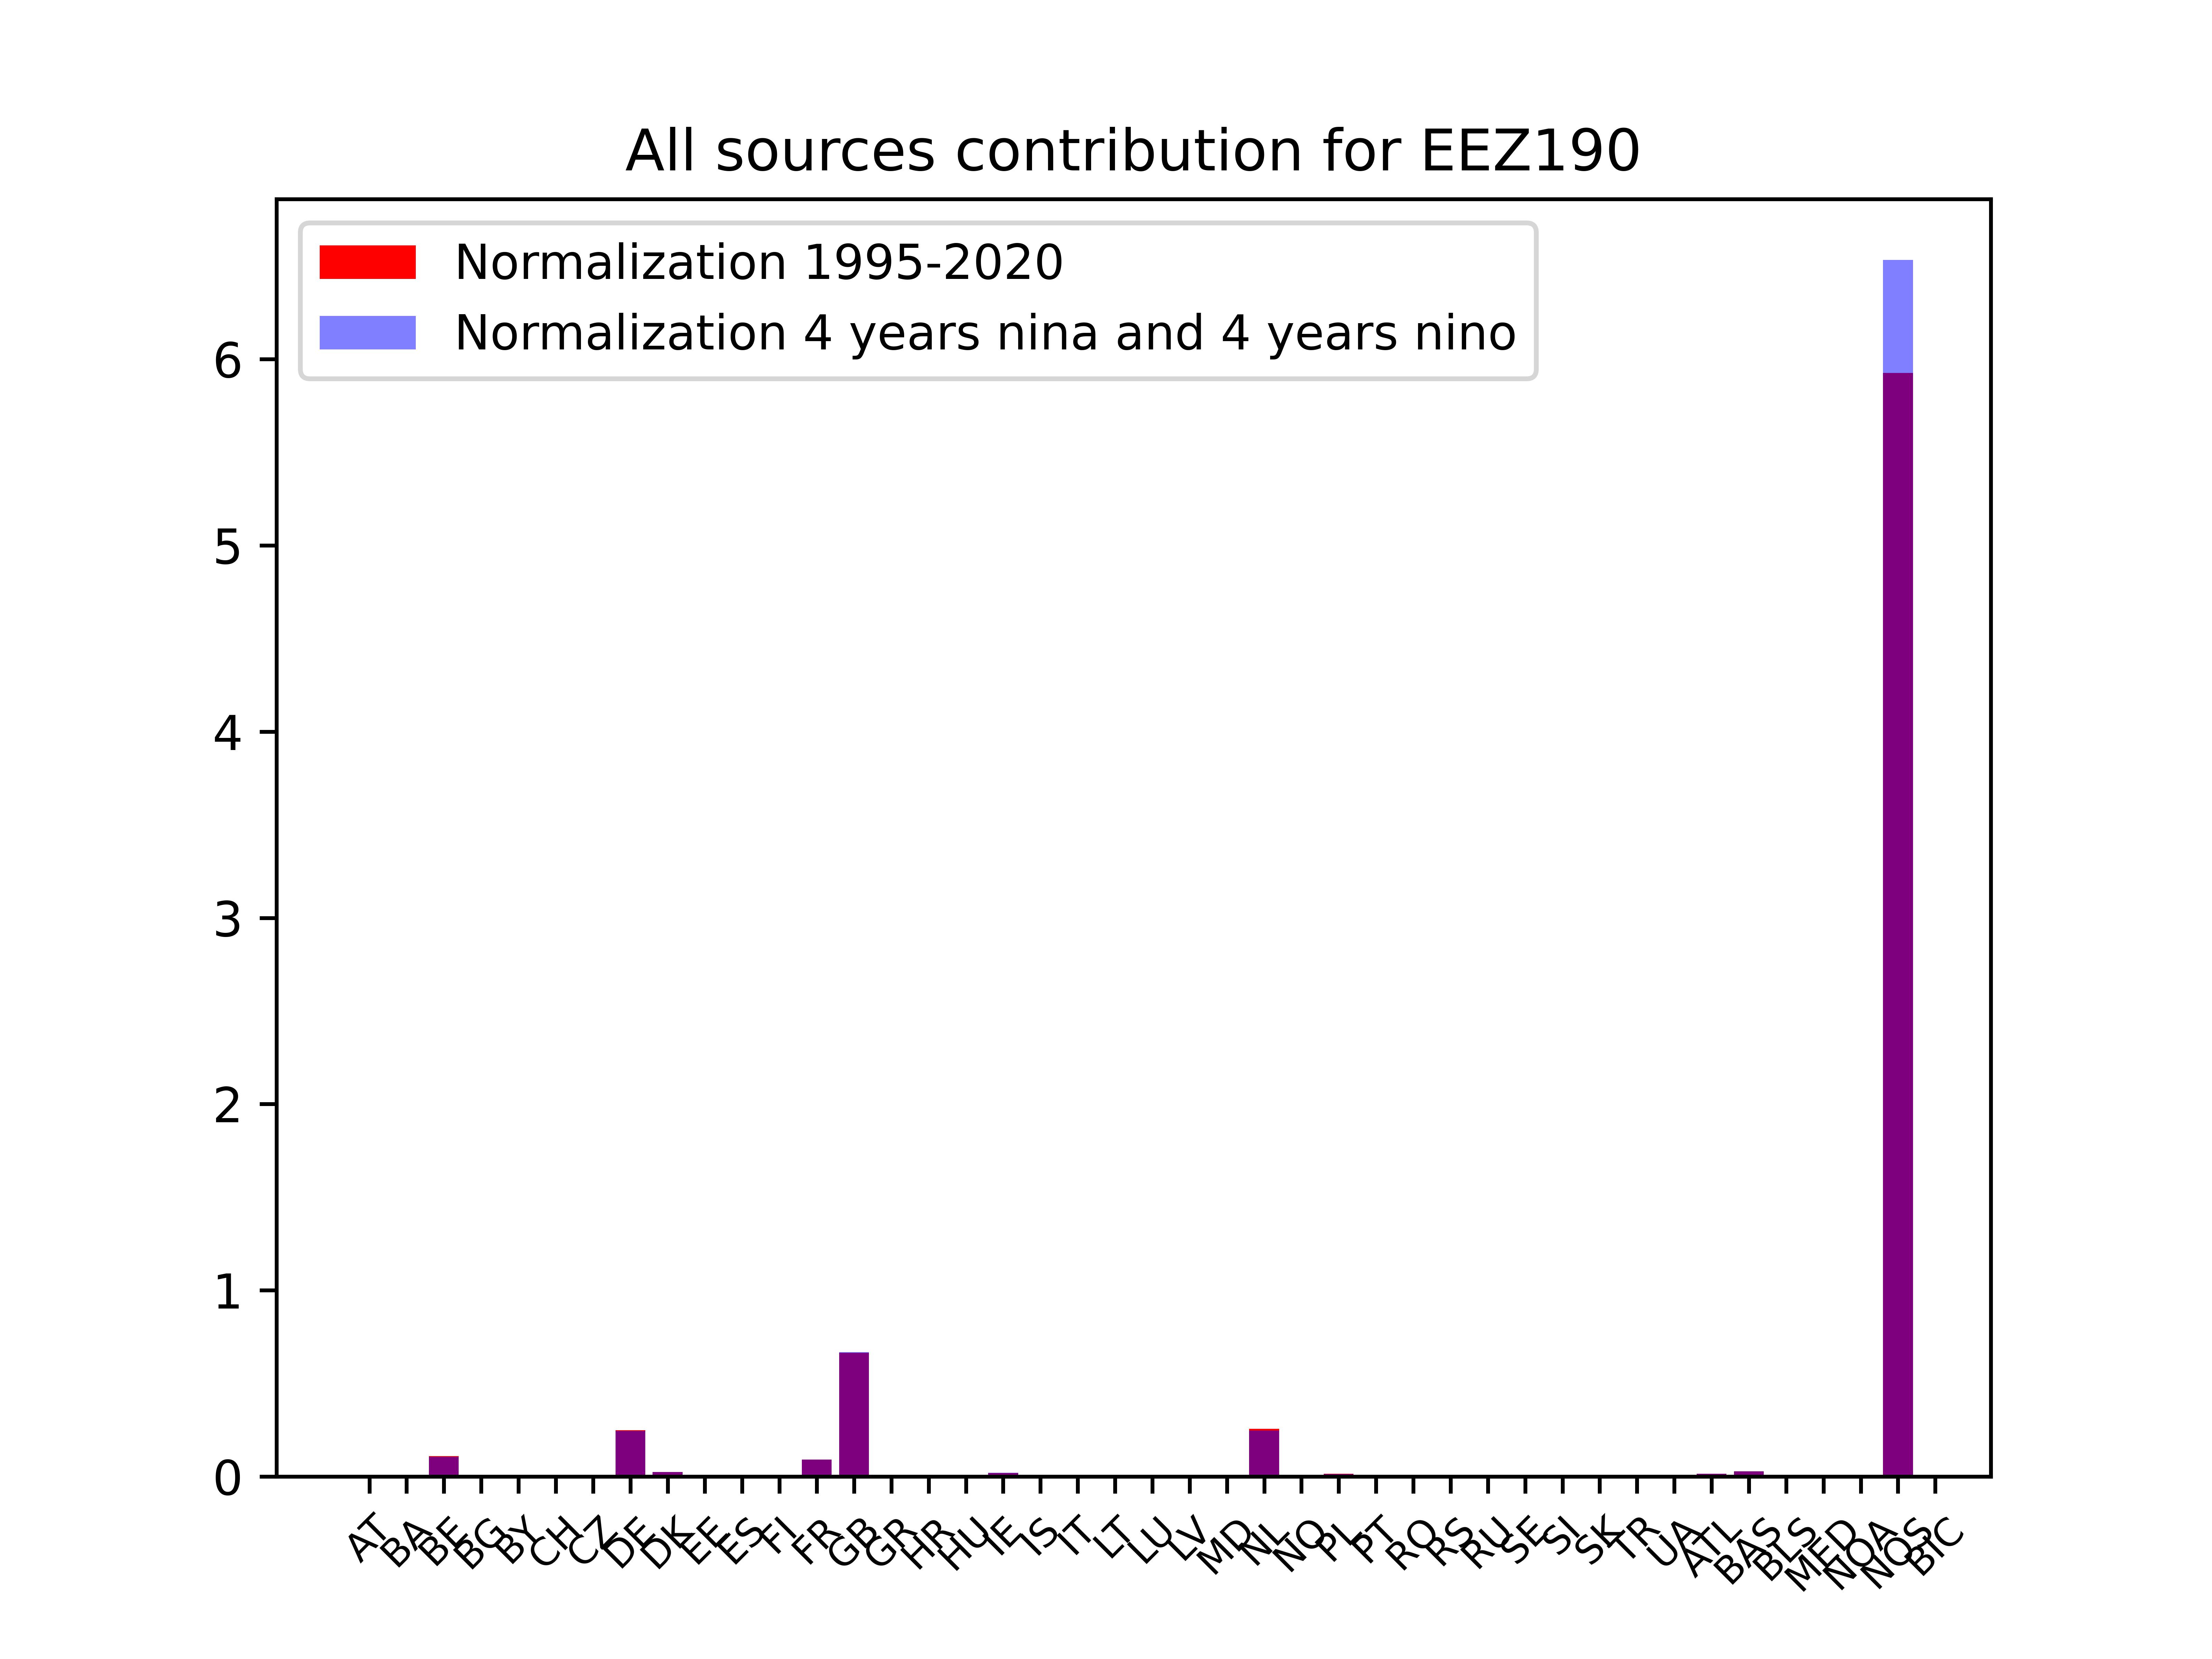 All sources contribution for EEZ190
Normalization 1995-2020
Normalization 4 years nina and 4 years nino
6
5
4
3
2
1
0
AT
BA
BE
BG
BY
CH
CZ
DE
DK
EE
ES
FI
FR
GB
GR
HR
HU
IE
IS
IT
LT
LU
LV
MD
NL
NO
PL
PT
RO
RS
RU
SE
SI
SK
TR
UA
ATL
BAS
BLS
MED
NOA
NOS
BIC